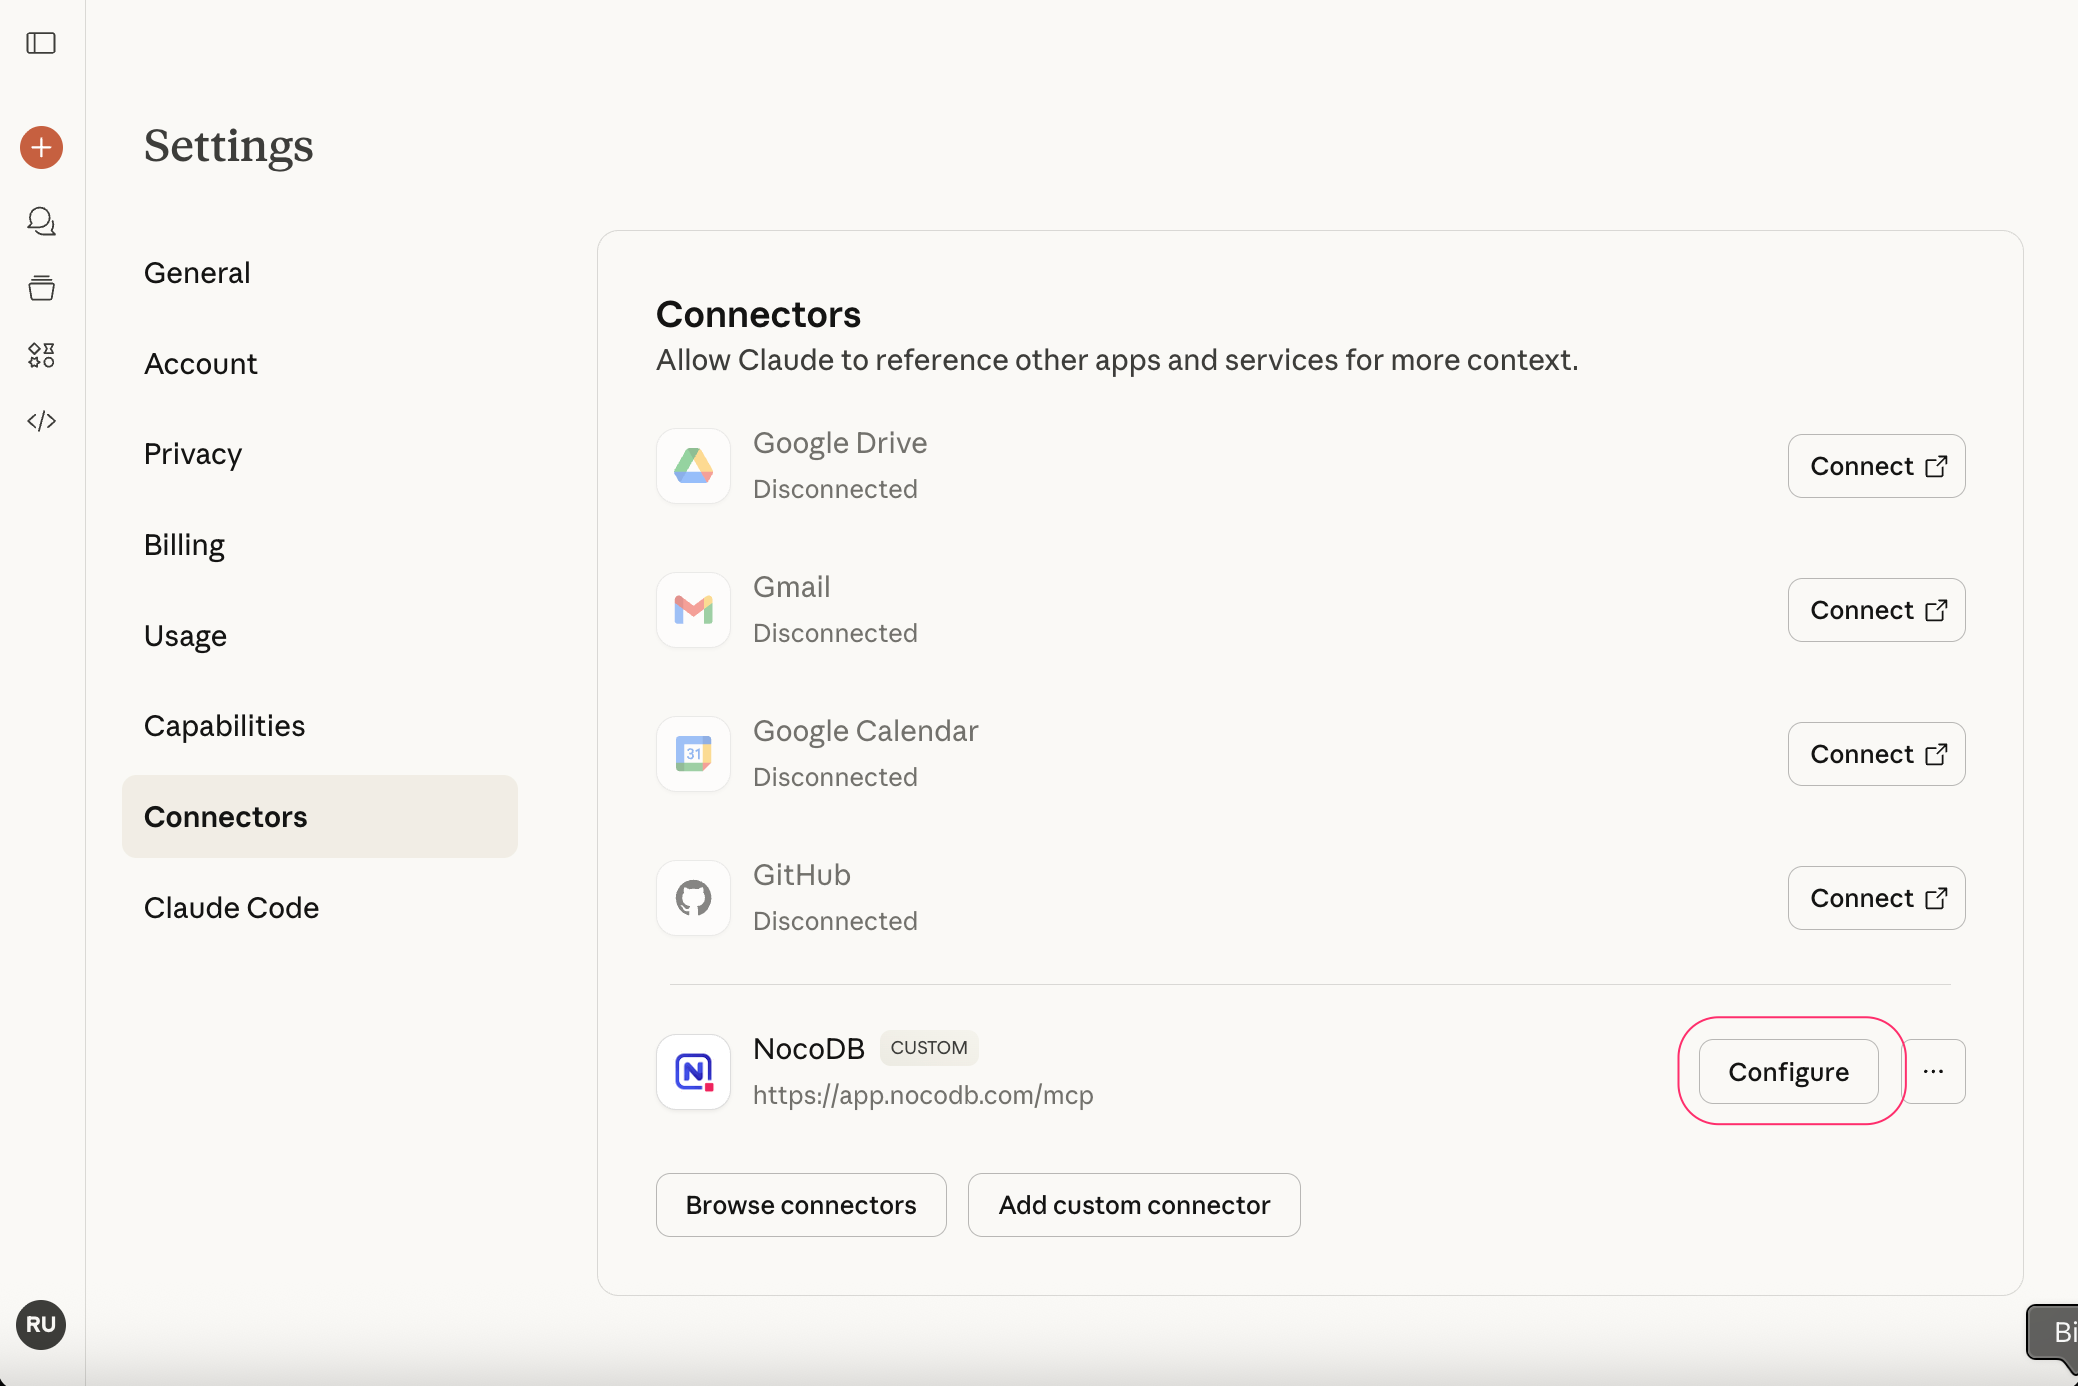 Settings
General
Account
Privacy
Billing
Usage
Capabilities
Connectors
Claude Code
RU
Connectors
Allow Claude to reference other apps and services for more context.
Google Drive
Disconnected
Connect
Gmail
Disconnected
Connect
31
Google Calendar
Disconnected
Connect
GitHub
Disconnected
Connect
N
NocoDB CUSTOM
https://app.nocodb.com/mcp
Configure
...
Browse connectors
Add custom connector